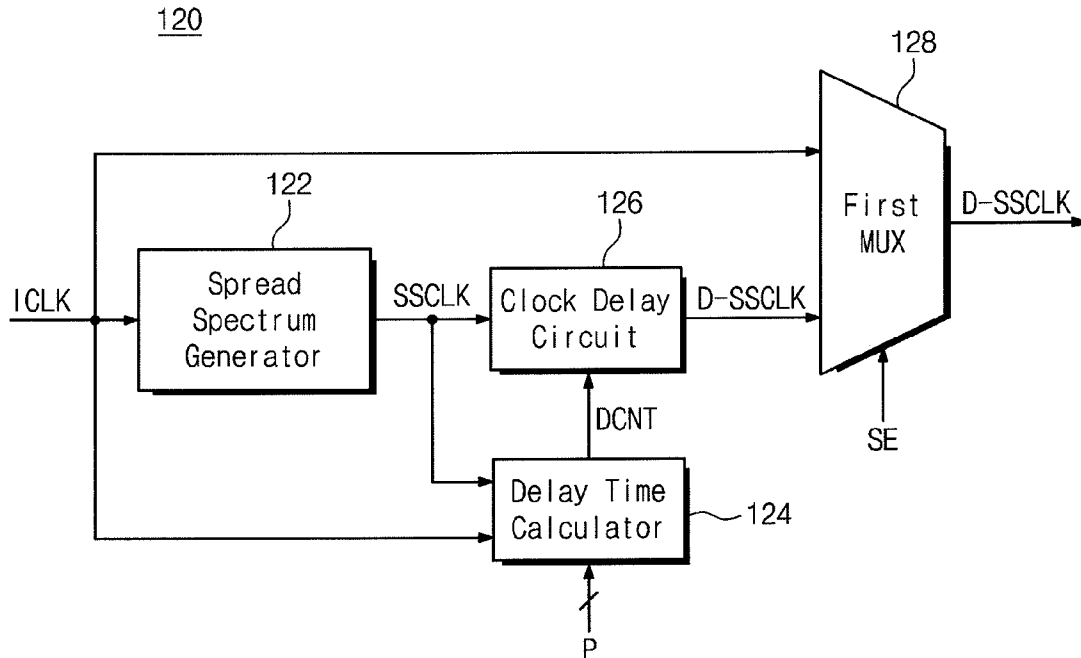 120
128
122
126
First
MUX
D-SSCLK
ICLK
Spread
Spectrum
Generator
SSCLK
Clock Delay
Circuit
D-SSCLK
DCNT
SE
Delay Time
Calculator
124
P